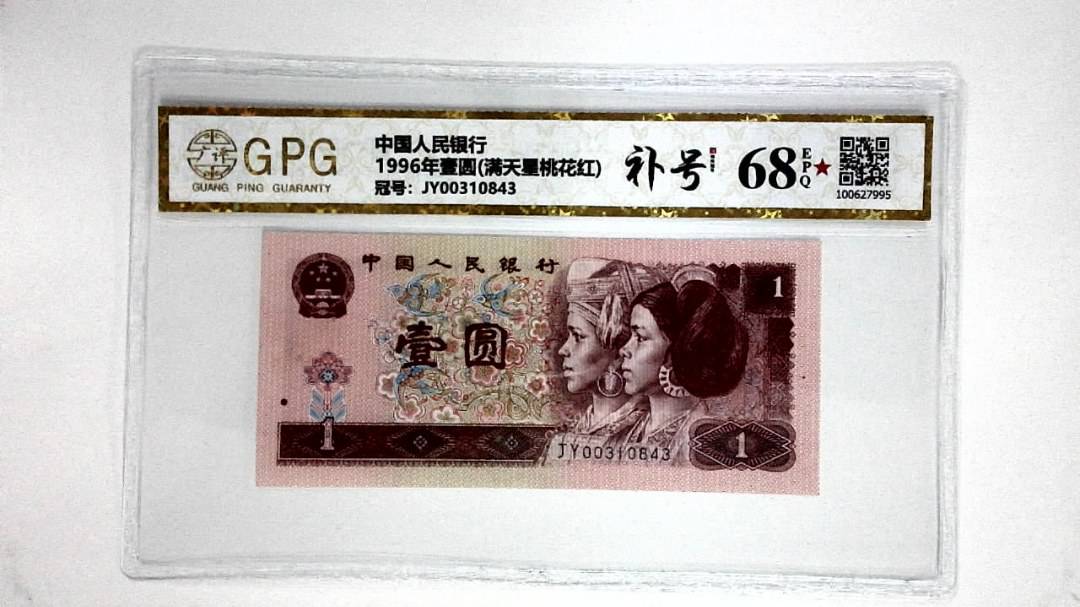 GPG
GUANG PING GUARANTY
中国人民银行
1996年壹圆(满天星桃花红)
冠号：JY00310843
补号
68
EPQ
100627995
中国人民银行
1
壹圆
1
JY00310843
1